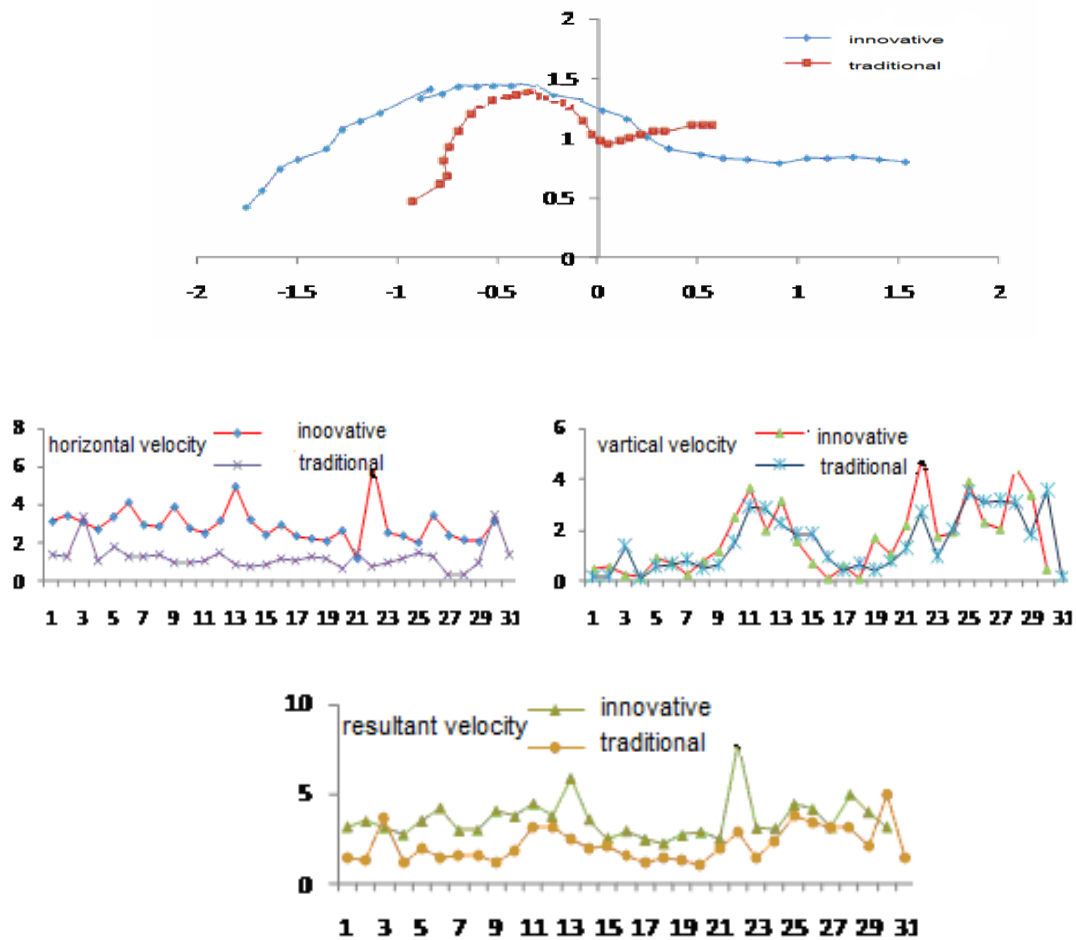 2
innovative
traditional
1.5
1
0.5
0
-2 -1.5 -1 -0.5 0 0.5 1 1.5 2
8
horizontal velocity
inoovative
traditional
6
4
2
0
1 3 5 7 9 11 13 15 17 19 21 23 25 27 29 31
6
vartical velocity
innovative
traditional
4
2
0
1 3 5 7 9 11 13 15 17 19 21 23 25 27 29 31
10
resultant velocity
innovative
traditional
5
0
1 3 5 7 9 11 13 15 17 19 21 23 25 27 29 31